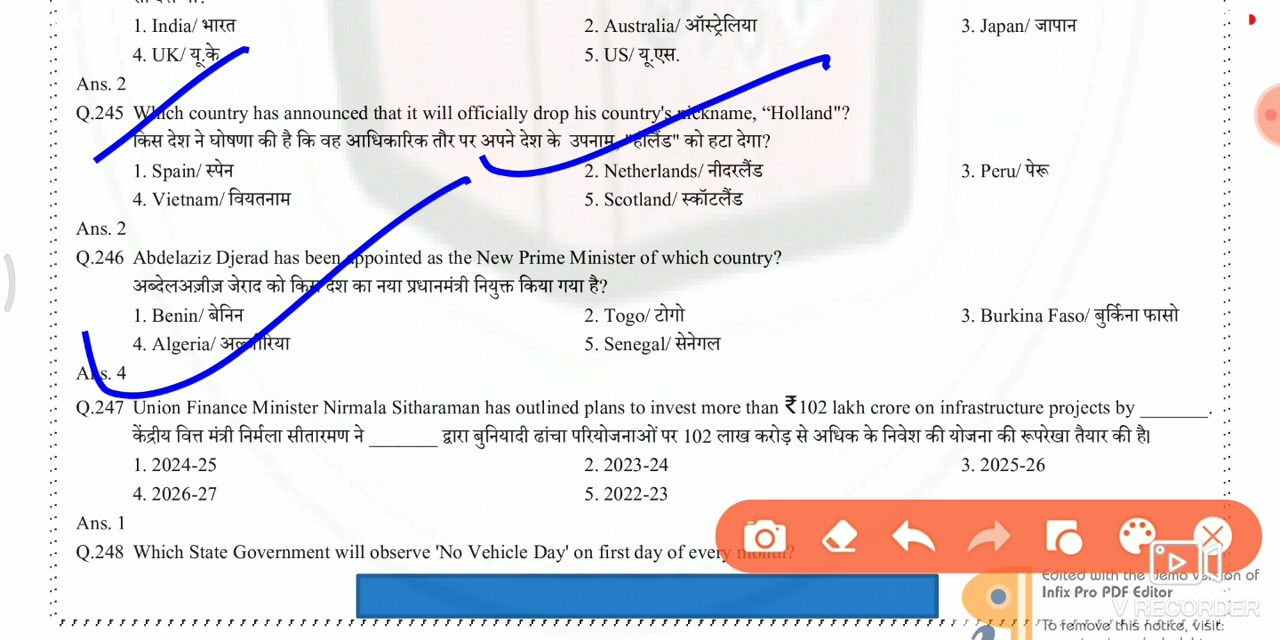 1. India/ भारत 2. Australia/ ऑस्ट्रेलिया 3. Japan/ जापान
4. UK/ यू.के. 5. US/ यू.एस.
Ans. 2
Q.245 Which country has announced that it will officially drop his country's nickname, “Holland"?
किस देश ने घोषणा की है कि वह आधिकारिक तौर पर अपने देश के उपनाम, "हॉलैंड" को हटा देगा?
1. Spain/ स्पेन 2. Netherlands/ नीदरलैंड 3. Peru/ पेरू
4. Vietnam/ वियतनाम 5. Scotland/ स्कॉटलैंड
Ans. 2
Q.246 Abdelaziz Djerad has been appointed as the New Prime Minister of which country?
अब्देलअज़ीज़ जेराद को किस देश का नया प्रधानमंत्री नियुक्त किया गया है?
1. Benin/ बेनिन 2. Togo/ टोगो 3. Burkina Faso/ बुर्किना फासो
4. Algeria/ अल्जीरिया 5. Senegal/ सेनेगल
Ans. 4
Q.247 Union Finance Minister Nirmala Sitharaman has outlined plans to invest more than ₹102 lakh crore on infrastructure projects by _______.
केंद्रीय वित्त मंत्री निर्मला सीतारमण ने _______ द्वारा बुनियादी ढांचा परियोजनाओं पर 102 लाख करोड़ से अधिक के निवेश की योजना की रूपरेखा तैयार की है।
1. 2024-25 2. 2023-24 3. 2025-26
4. 2026-27 5. 2022-23
Ans. 1
Q.248 Which State Government will observe 'No Vehicle Day' on first day of every month?
Edited with the demo version of
Infix Pro PDF Editor
V RECORDER
To remove this notice, visit: